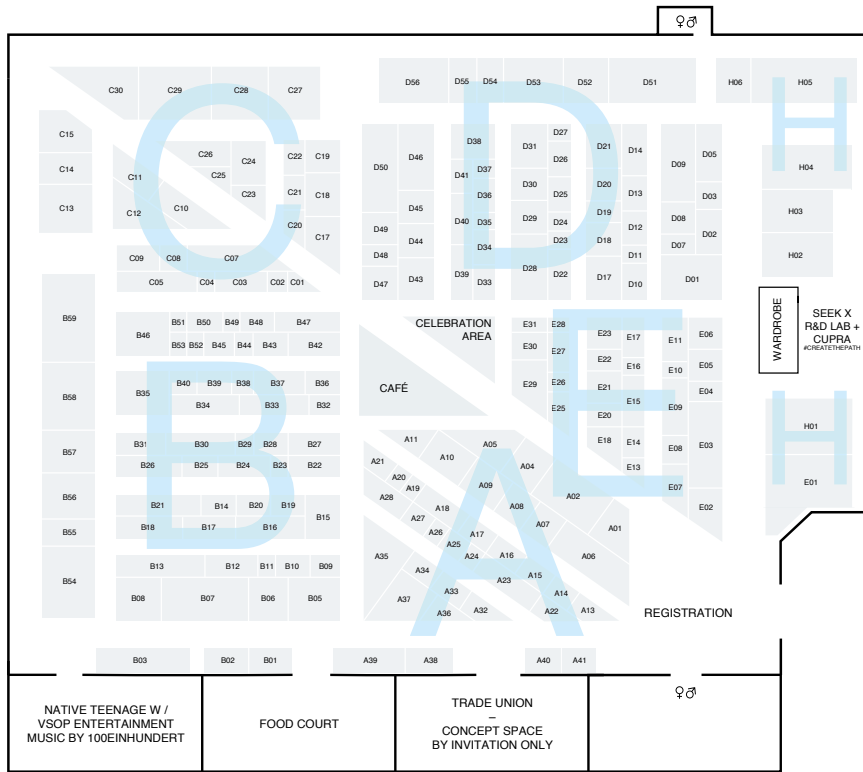 ♀♂
C30 C29 C28 C27
D56 D55 D54 D53 D52 D51
H06 H05
C15
C14
C13
C11
C12
C10
C26
C25
C24
C23
C22 C19
C21 C18
C20 C17
C09 C08 C07
C05 C04 C03 C02 C01
C
D50
D49
D48
D47
D46
D45
D44
D43
D38
D41 D37
D36
D40 D35
D34
D39 D33
D31 D27
D26
D30 D25
D29 D24
D23
D28 D22
D21 D14
D20 D13
D19 D12
D18 D11
D17 D10
D09 D05
D03
D08 D02
D07
D01
D
H04
H03
H02
H
B59
B58
B57
B56
B55
B54
B46
B51 B50 B49 B48 B47
B53 B52 B45 B44 B43 B42
B35
B40 B39 B38 B37 B36
B34 B33 B32
B31 B30 B29 B28 B27
B26 B25 B24 B23 B22
B21 B14 B20 B19
B18 B17 B16 B15
B13 B12 B11 B10 B09
B08 B07 B06 B05
B
CELEBRATION
AREA
CAFÉ
E31 E28
E30 E27
E29 E26
E25
E23 E17
E22 E16
E21 E15
E20
E18 E14
E13
E11 E06
E10 E05
E04
E09
E08 E03
E07 E02
E
WARDROBE
SEEK X
R&D LAB +
CUPRA
#CREATETHEPATH
H01
E01
H
A11 A05
A10 A04
A21 A20 A19 A28
A09 A02
A18 A08 A01
A27 A26 A25
A07 A06
A17 A24 A16
A35 A34 A23 A15
A37 A33 A14
A36 A32 A22 A13
A
REGISTRATION
B03 B02 B01 A39 A38 A40 A41
NATIVE TEENAGE W /
VSOP ENTERTAINMENT
MUSIC BY 100EINHUNDERT
FOOD COURT
TRADE UNION
–
CONCEPT SPACE
BY INVITATION ONLY
♀♂